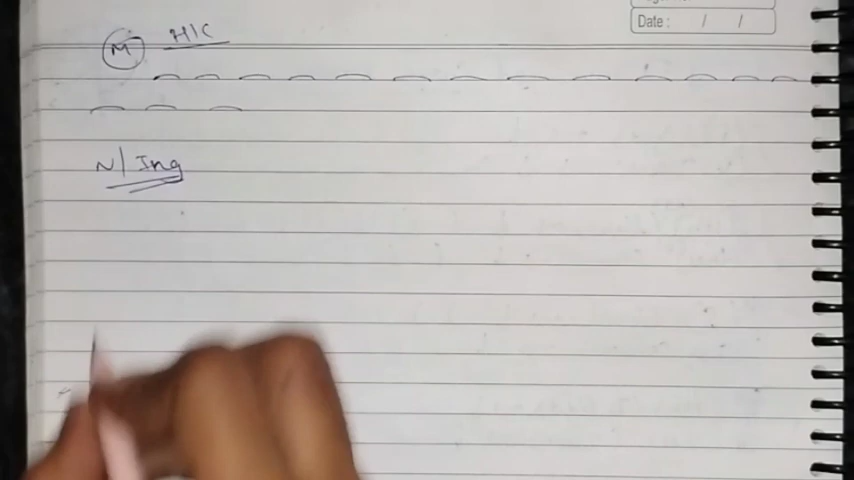 Date : / /
M H/C
N/Ing